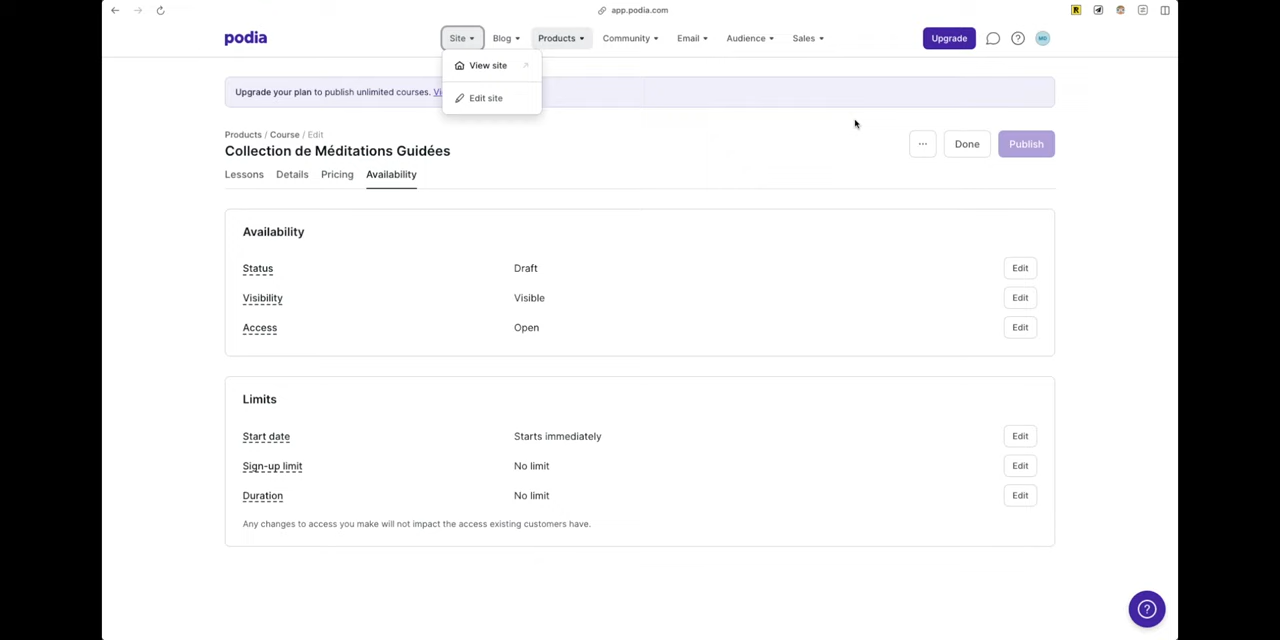 app.podia.com
podia
Site
Blog
Products
Community
Email
Audience
Sales
Upgrade
MD
View site
Edit site
Upgrade your plan to publish unlimited courses. Vi
Products / Course / Edit
Collection de Méditations Guidées
... Done Publish
Lessons Details Pricing Availability
Availability
Status Draft Edit
Visibility Visible Edit
Access Open Edit
Limits
Start date Starts immediately Edit
Sign-up limit No limit Edit
Duration No limit Edit
Any changes to access you make will not impact the access existing customers have.